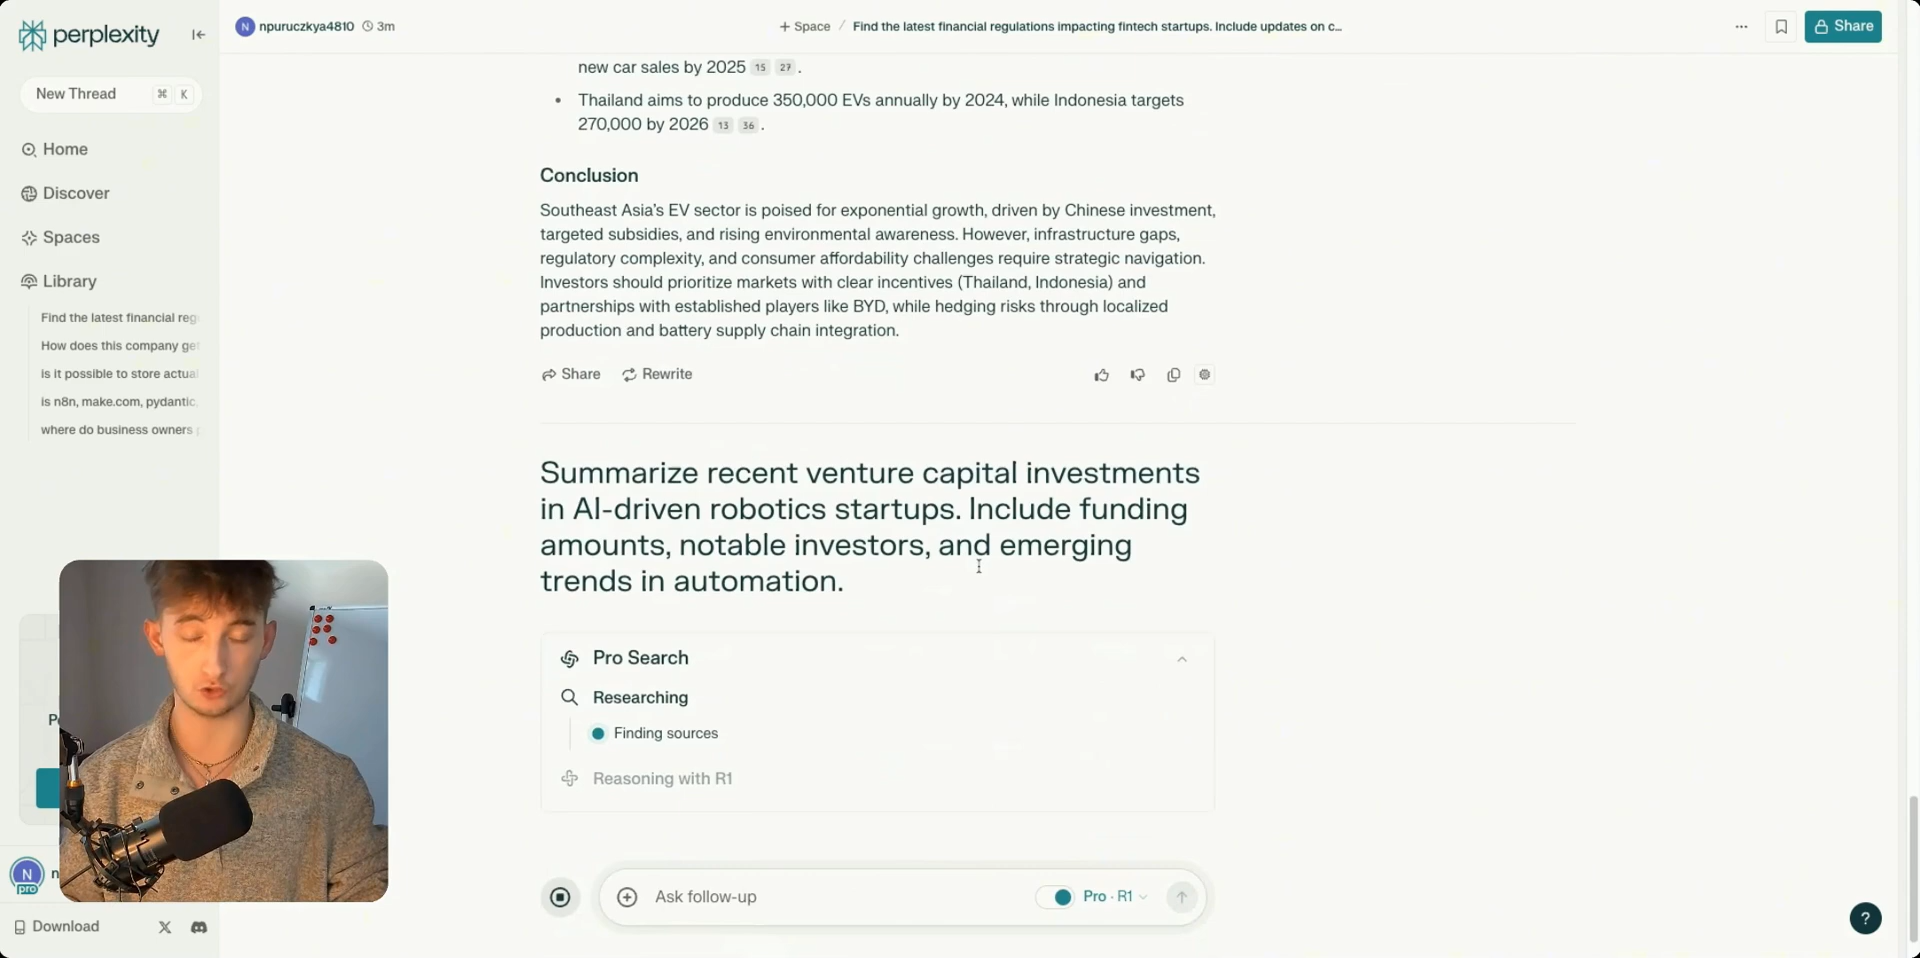 perplexity
New Thread
⌘ K
Home
Discover
Spaces
Library
Find the latest financial reg
How does this company get
is it possible to store actual
is n8n, make.com, pydantic,
where do business owners
N
pro
Download
N npuruczkya4810 3m
+ Space / Find the latest financial regulations impacting fintech startups. Include updates on c...
... Share
new car sales by 2025 15 27 .
• Thailand aims to produce 350,000 EVs annually by 2024, while Indonesia targets
270,000 by 2026 13 36 .
Conclusion
Southeast Asia's EV sector is poised for exponential growth, driven by Chinese investment,
targeted subsidies, and rising environmental awareness. However, infrastructure gaps,
regulatory complexity, and consumer affordability challenges require strategic navigation.
Investors should prioritize markets with clear incentives (Thailand, Indonesia) and
partnerships with established players like BYD, while hedging risks through localized
production and battery supply chain integration.
Share Rewrite
Summarize recent venture capital investments
in AI-driven robotics startups. Include funding
amounts, notable investors, and emerging
trends in automation.
Pro Search
Researching
Finding sources
Reasoning with R1
Ask follow-up
Pro · R1
?